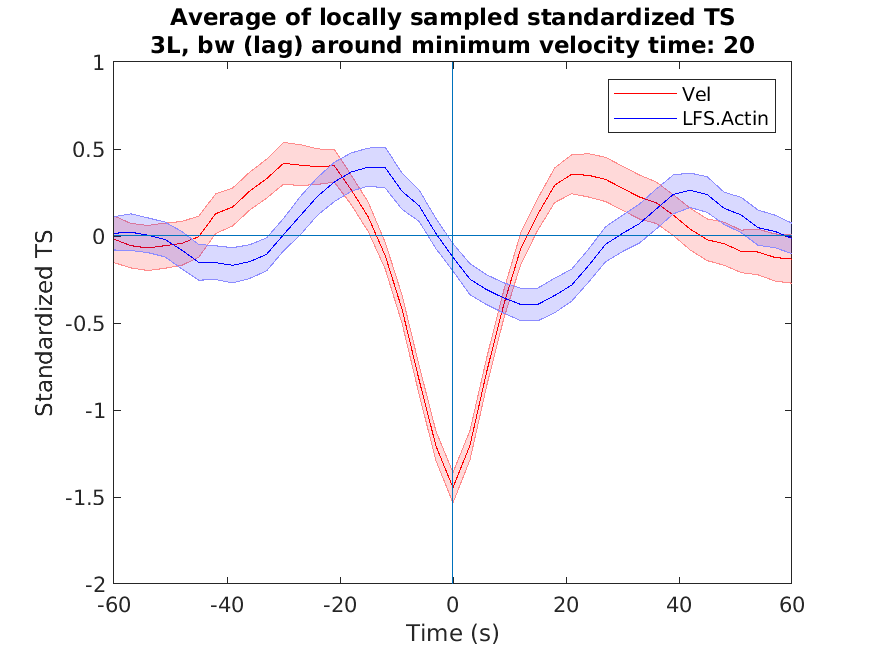 Average of locally sampled standardized TS
3L, bw (lag) around minimum velocity time: 20
1
0.5
0
-0.5
-1
-1.5
-2
Standardized TS
Vel
LFS.Actin
-60
-40
-20
0
20
40
60
Time (s)